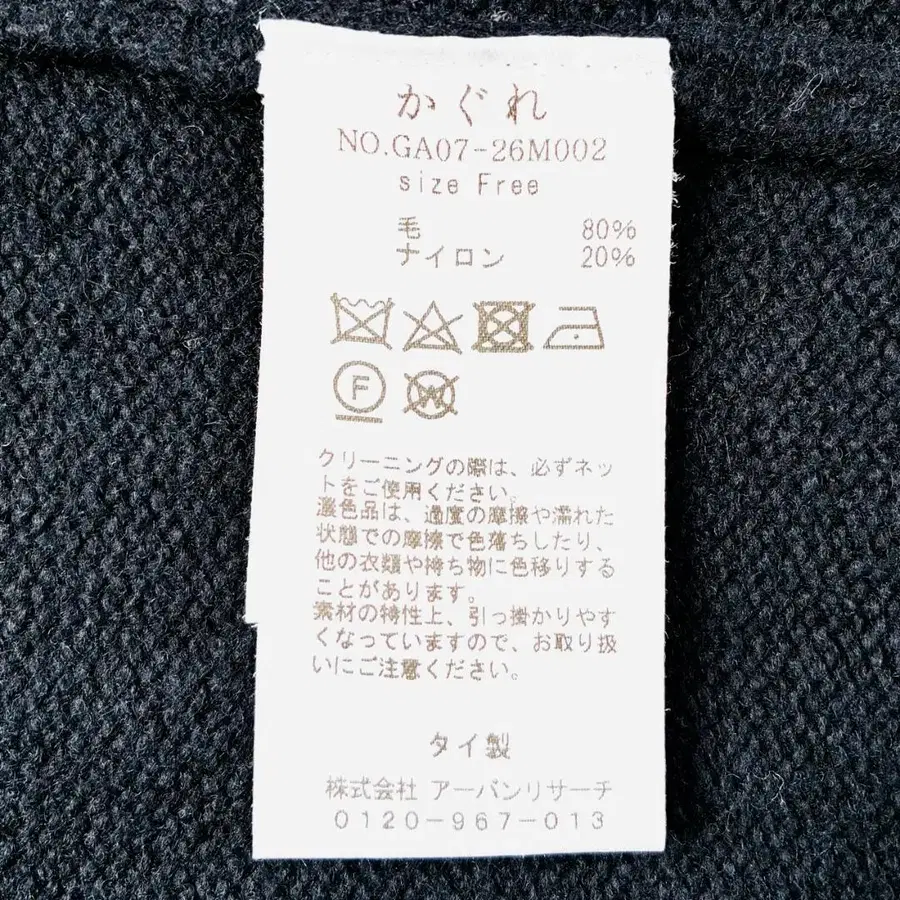 かぐれ
NO.GA07-26M002
size Free
毛 80%
ナイロン 20%
F
W
クリーニングの際は、必ずネッ
トをご使用ください。
濃色品は、過度の摩擦や濡れた
状態での摩擦で色落ちしたり、
他の衣類や持ち物に色移りする
ことがあります。
素材の特性上、引っ掛かりやす
くなっていますので、お取り扱
いにご注意ください。
タイ製
株式会社 アーバンリサーチ
0120-967-013